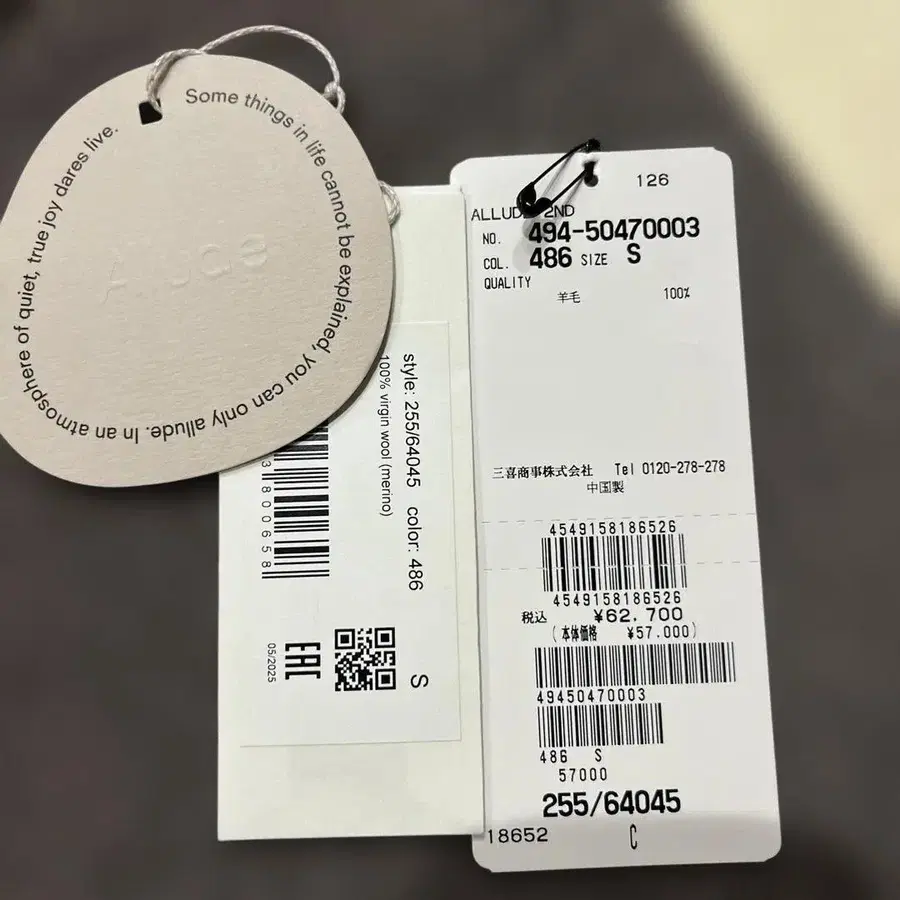 Some things in life cannot be explained, you can only allude. In an atmosphere of quiet, true joy dares live.
style: 255/64045 color: 486 S
100% virgin wool (merino)
3800658
EAC
05/2025
126
2ND
NO. 494-50470003
COL. 486 SIZE S
QUALITY
羊毛 100%
三喜商事株式会社 Tel 0120-278-278
中国製
4549158186526
4549158186526
税込 ¥62,700
(本体価格 ¥57,000)
49450470003
486 S
57000
255/64045
18652 C